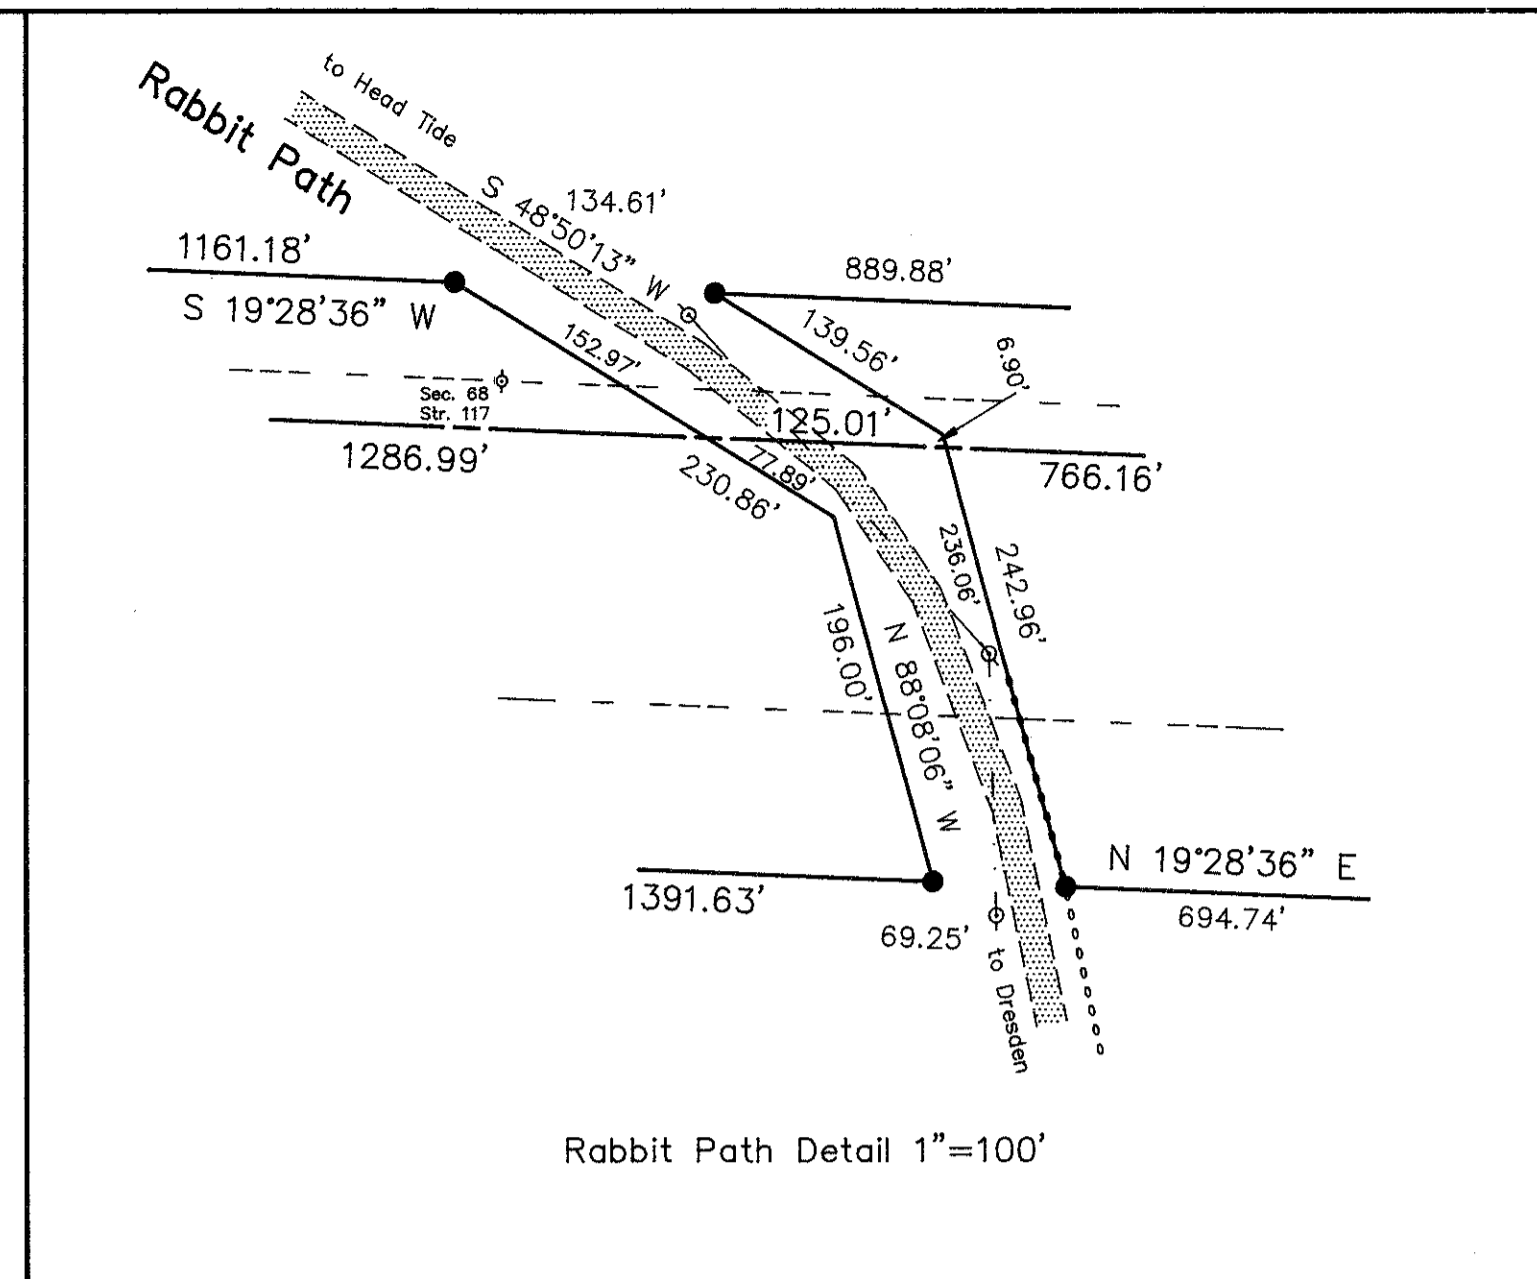 to Head Tide
Rabbit Path
S 48°50'13" W
134.61'
1161.18'
S 19°28'36" W
889.88'
139.56'
6.90'
152.97'
Sec. 68
Str. 117
125.01'
1286.99'
766.16'
77.89'
230.86'
236.06'
242.96'
196.00'
N 88°08'06" W
N 19°28'36" E
1391.63'
694.74'
69.25'
to Dresden
Rabbit Path Detail 1"=100'